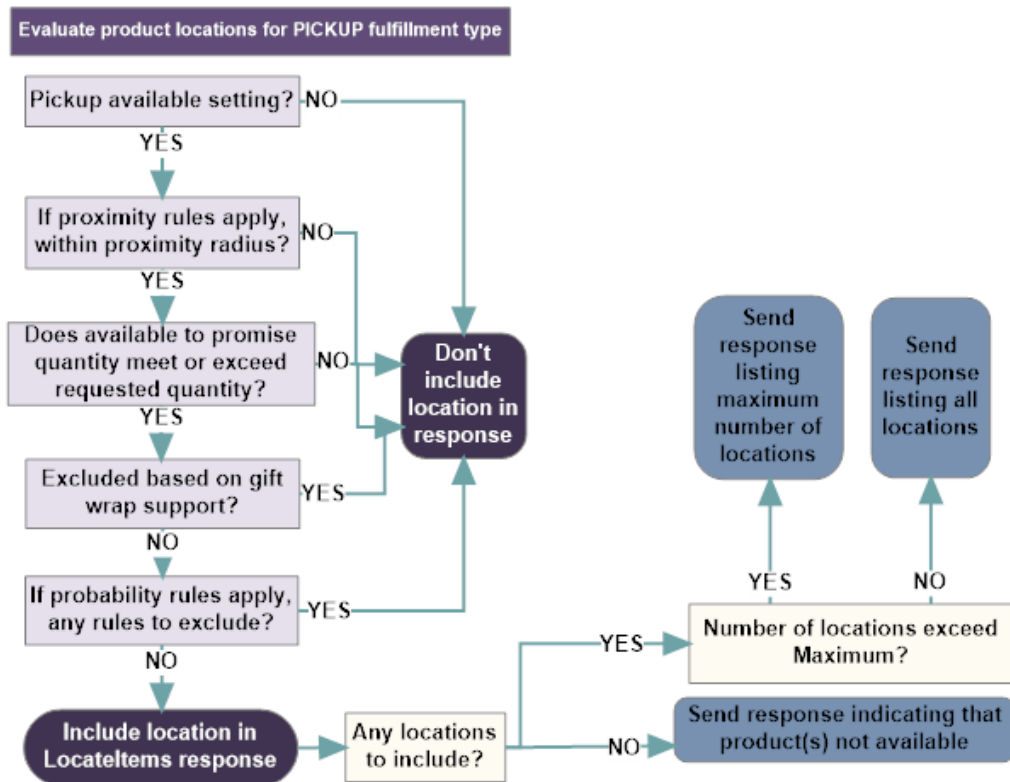 Evaluate product locations for PICKUP fulfillment type
Pickup available setting?
NO
YES
If proximity rules apply,
within proximity radius?
NO
YES
Does available to promise
quantity meet or exceed
requested quantity?
NO
YES
Excluded based on gift
wrap support?
YES
NO
If probability rules apply,
any rules to exclude?
YES
NO
Include location in
LocateItems response
Don't
include
location in
response
Any locations
to include?
YES
NO
Number of locations exceed
Maximum?
YES
NO
Send
response
listing
maximum
number of
locations
Send
response
listing all
locations
Send response indicating that
product(s) not available